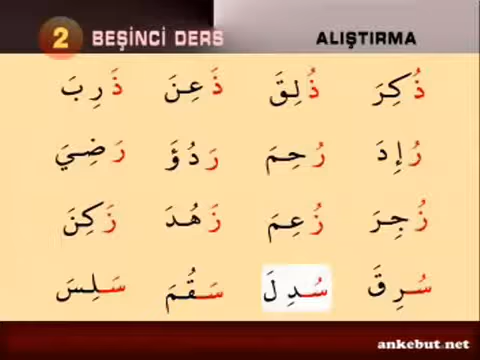 2 BEŞİNCİ DERS ALIŞTIRMA
ذُكِرَ ذُلِقَ ذَعِنَ ذَرِبَ
رُإِدَ رُحِمَ رَدُؤَ رَضِيَ
زُجِرَ زُعِمَ زَهُدَ زَكِنَ
سُرِقَ سُدِلَ سَقُمَ سَلِسَ
ankebut.net